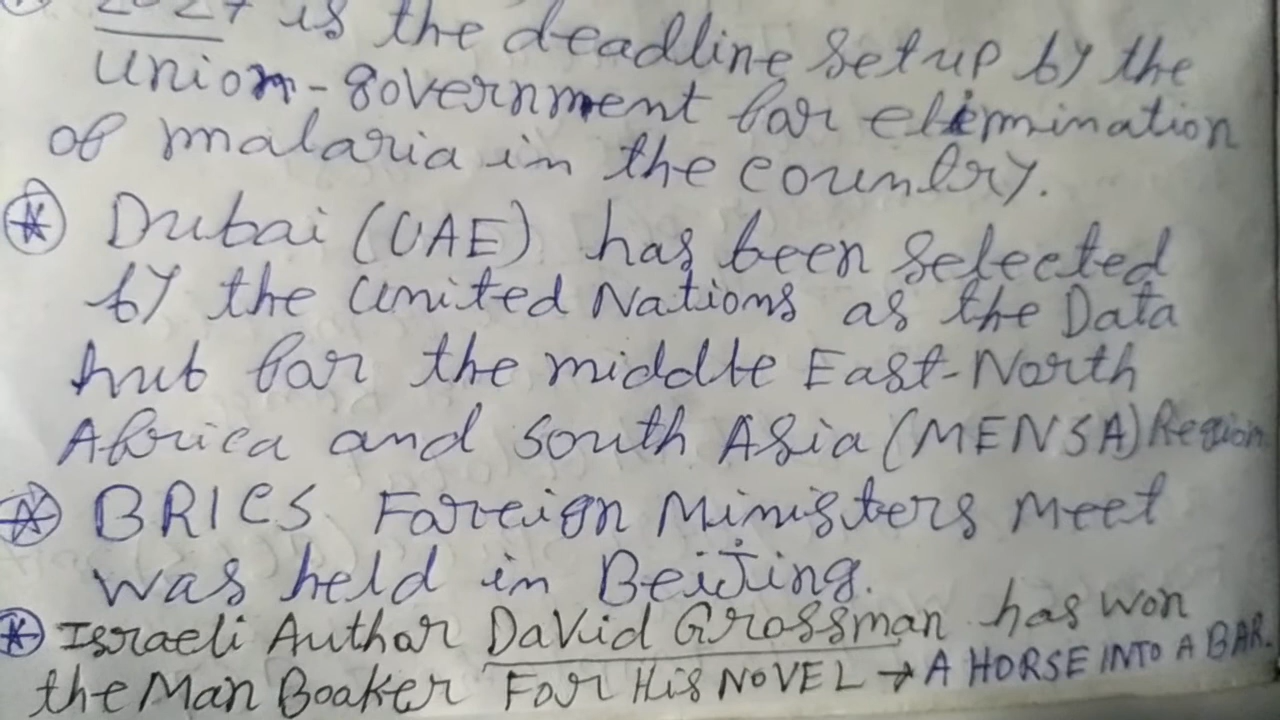 2027 is the deadline setup by the
Union-government for elimination
of malaria in the country.
Dubai (UAE) has been selected
by the united Nations as the Data
hub for the middle East-North
Africa and South Asia (MENSA) Region
BRICS Foreign Ministers Meet
was held in Beijing.
Israeli Author David Grossman has won
the Man Booker For His NOVEL → A HORSE INTO A BAR.